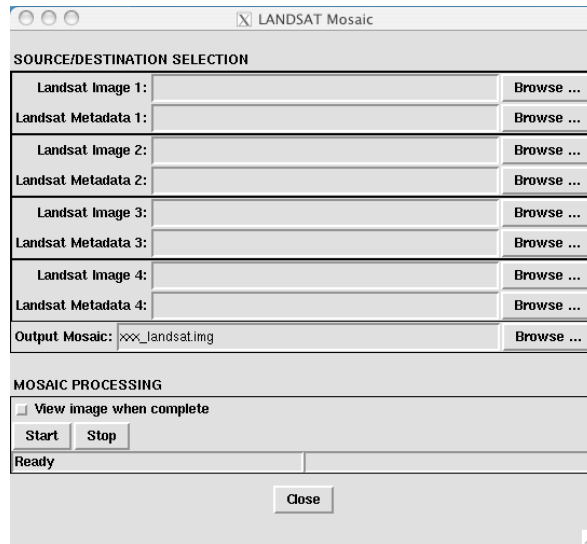 LANDSAT Mosaic
SOURCE/DESTINATION SELECTION
Landsat Image 1: Browse ...
Landsat Metadata 1: Browse ...
Landsat Image 2: Browse ...
Landsat Metadata 2: Browse ...
Landsat Image 3: Browse ...
Landsat Metadata 3: Browse ...
Landsat Image 4: Browse ...
Landsat Metadata 4: Browse ...
Output Mosaic: xxx_landsat.img Browse ...
MOSAIC PROCESSING
View image when complete
Start Stop
Ready
Close